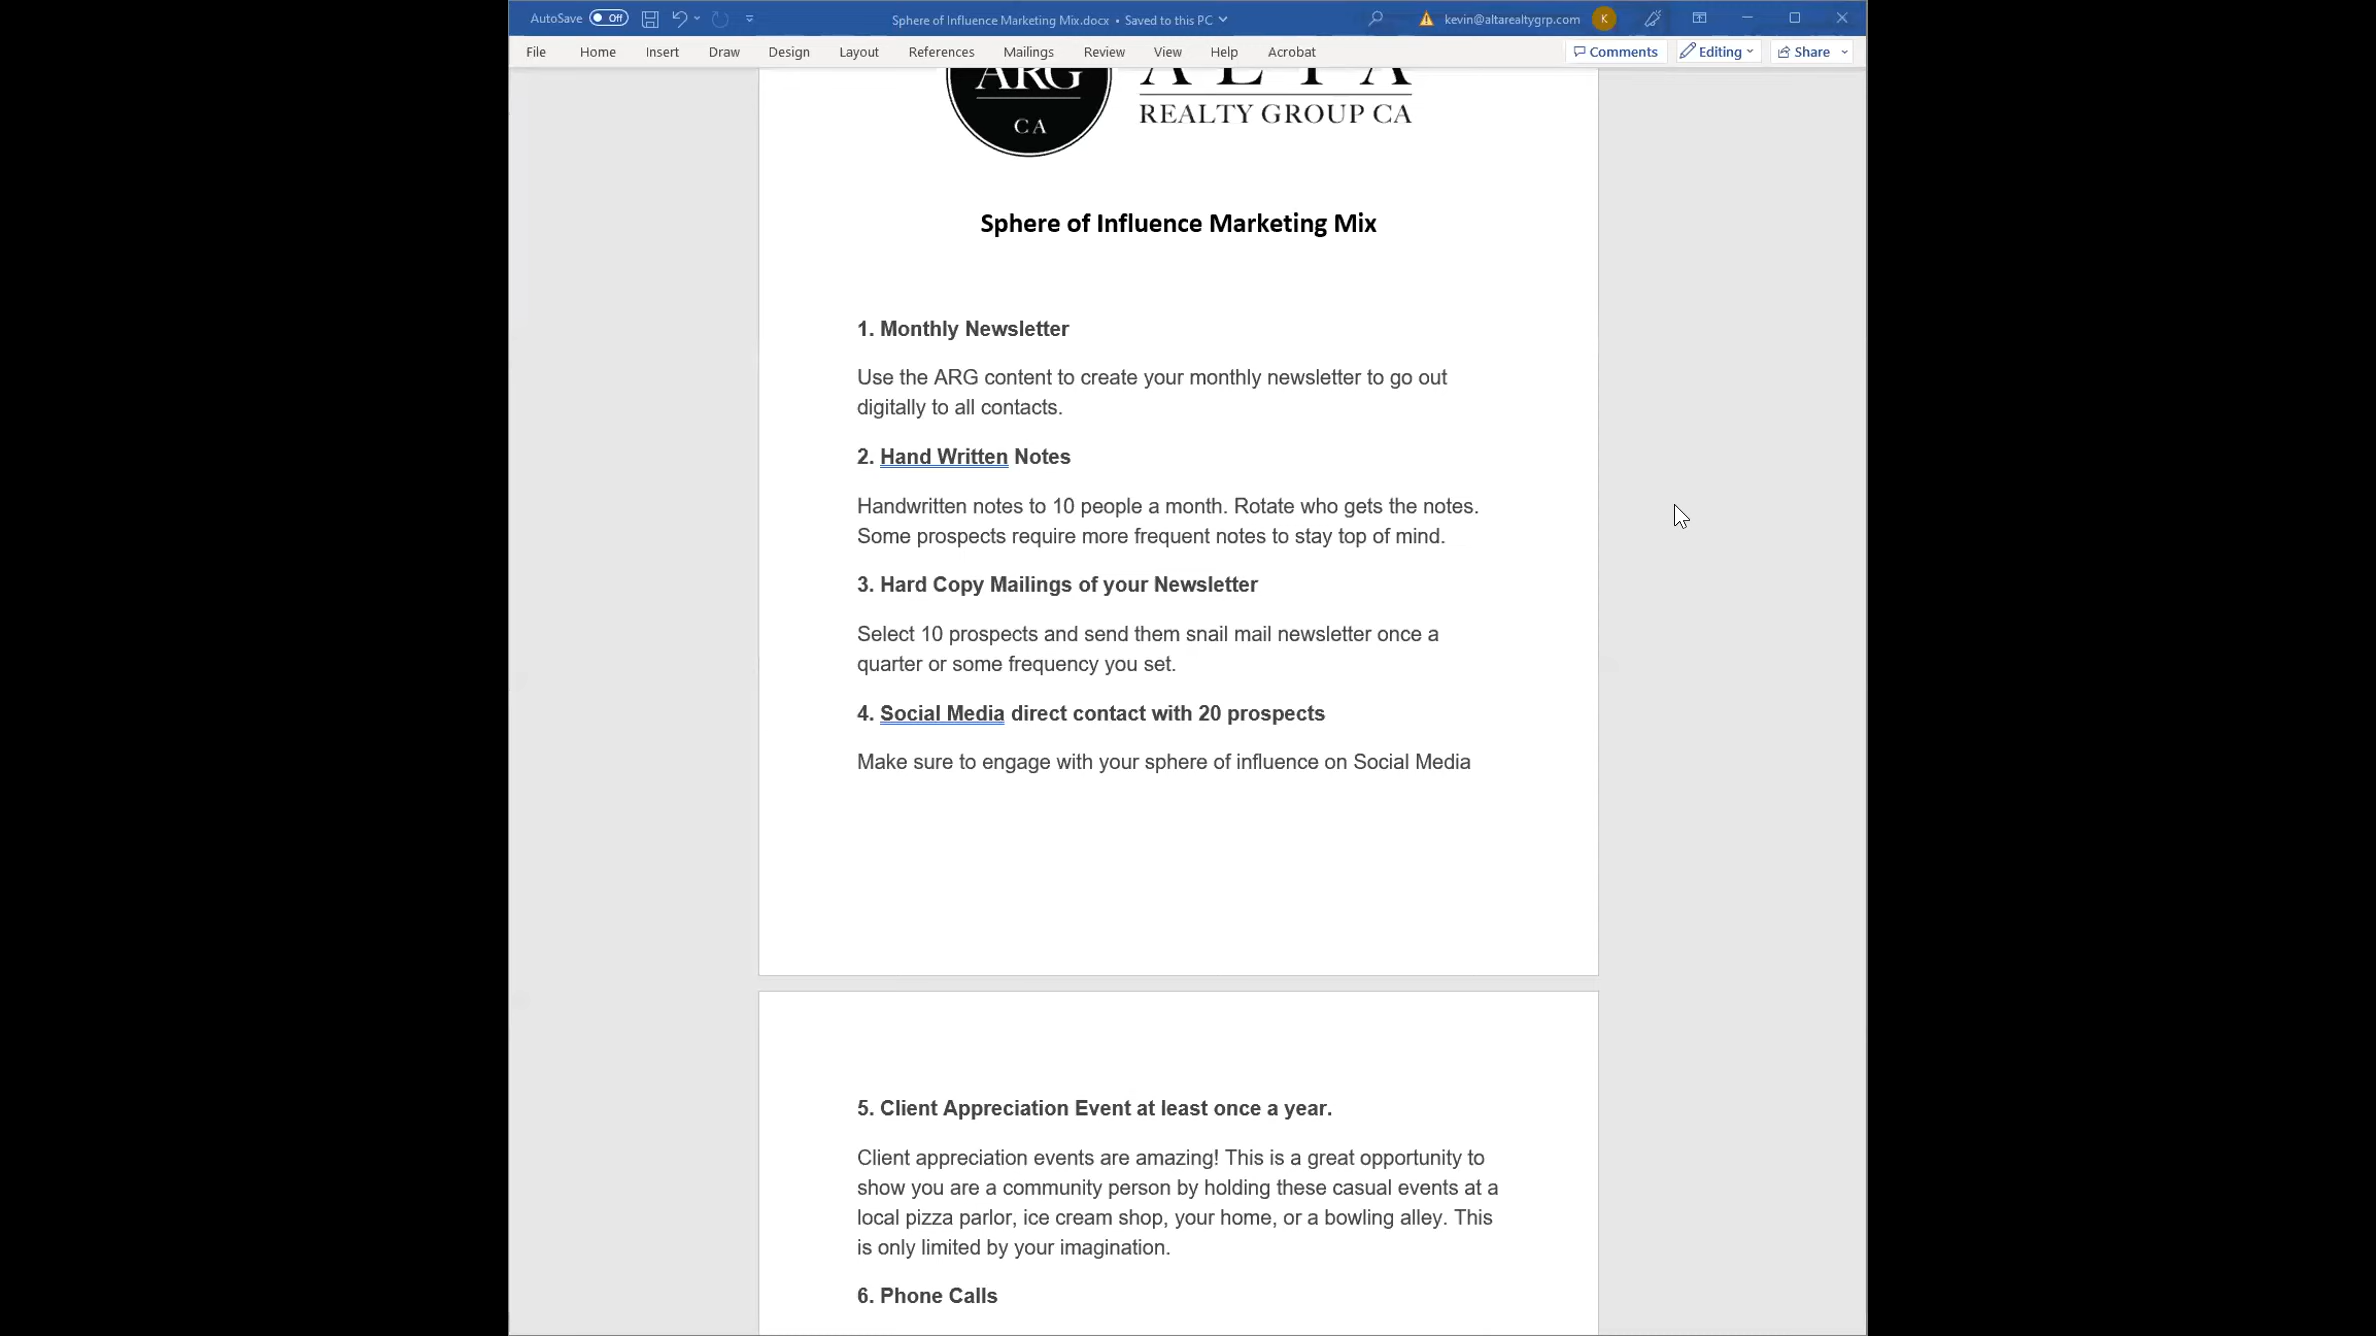 AutoSave Off Sphere of Influence Marketing Mix.docx • Saved to this PC kevin@altarealtygrp.com K
File Home Insert Draw Design Layout References Mailings Review View Help Acrobat Comments Editing Share
ARG
CA
ALTA
REALTY GROUP CA
Sphere of Influence Marketing Mix
1. Monthly Newsletter
Use the ARG content to create your monthly newsletter to go out
digitally to all contacts.
2. Hand Written Notes
Handwritten notes to 10 people a month. Rotate who gets the notes.
Some prospects require more frequent notes to stay top of mind.
3. Hard Copy Mailings of your Newsletter
Select 10 prospects and send them snail mail newsletter once a
quarter or some frequency you set.
4. Social Media direct contact with 20 prospects
Make sure to engage with your sphere of influence on Social Media
5. Client Appreciation Event at least once a year.
Client appreciation events are amazing! This is a great opportunity to
show you are a community person by holding these casual events at a
local pizza parlor, ice cream shop, your home, or a bowling alley. This
is only limited by your imagination.
6. Phone Calls